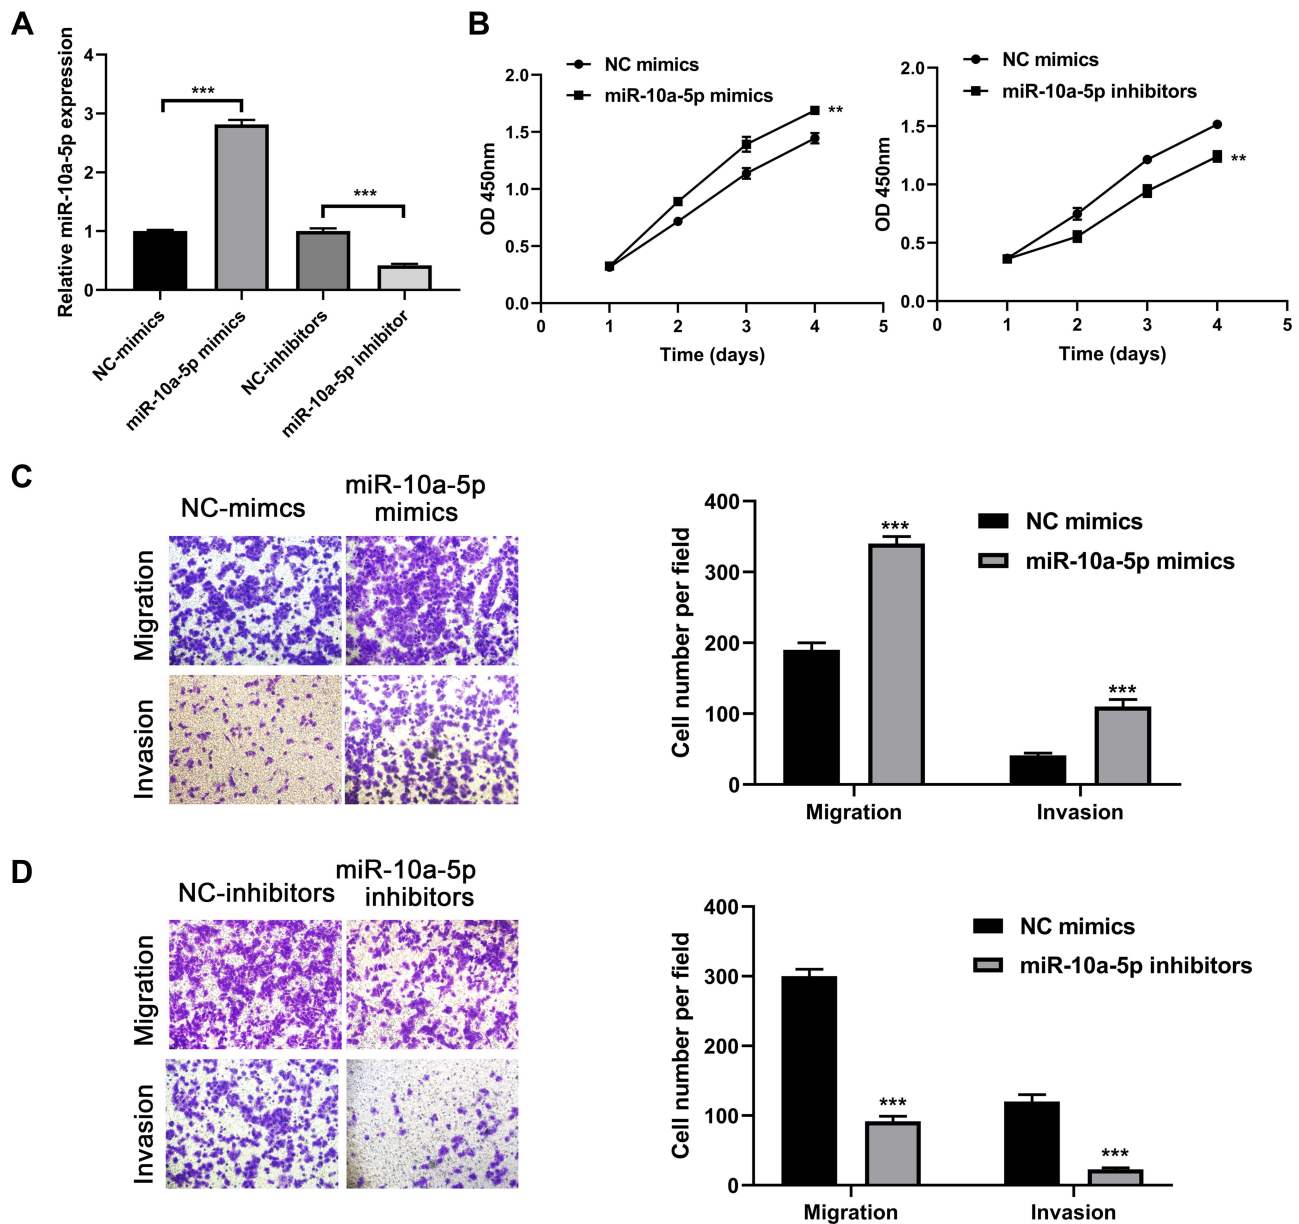 A
Relative miR-10a-5p expression
4
3
2
1
0
***
***
NC-mimics
miR-10a-5p mimics
NC-inhibitors
miR-10a-5p inhibitor
B
NC mimics
miR-10a-5p mimics
OD 450nm
2.0
1.5
1.0
0.5
0.0
**
0 1 2 3 4 5
Time (days)
NC mimics
miR-10a-5p inhibitors
OD 450nm
2.0
1.5
1.0
0.5
0.0
**
0 1 2 3 4 5
Time (days)
C
NC-mimcs
miR-10a-5p
mimics
Migration
Invasion
Cell number per field
400
300
200
100
0
***
***
NC mimics
miR-10a-5p mimics
Migration Invasion
D
NC-inhibitors
miR-10a-5p
inhibitors
Migration
Invasion
Cell number per field
400
300
200
100
0
***
***
NC mimics
miR-10a-5p inhibitors
Migration Invasion